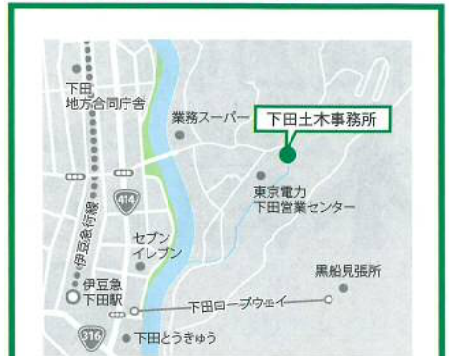 下田
地方合同庁舎
業務スーパー
下田土木事務所
東京電力
下田営業センター
414
伊豆急行線
セブン
イレブン
黒船見張所
伊豆急
下田駅
下田ロープウェイ
316
下田とうきゅう